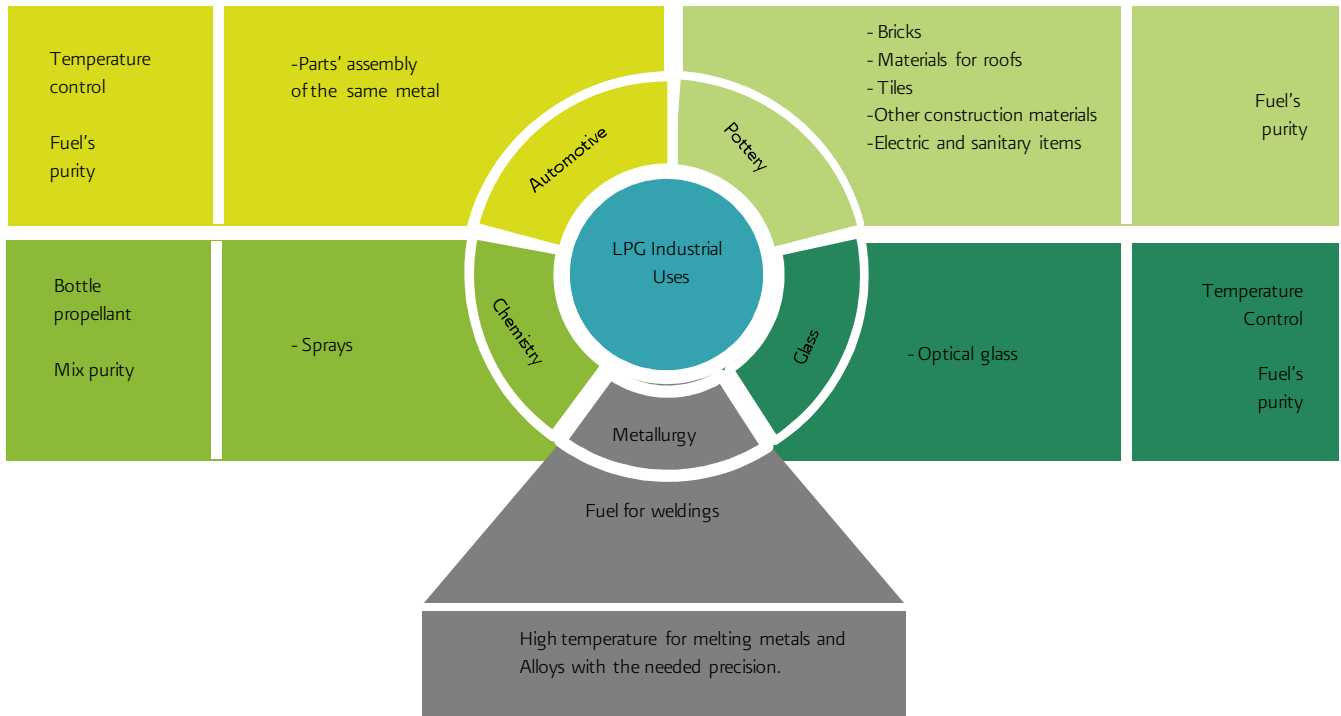 Temperature
control
Fuel's
purity
-Parts' assembly
of the same metal
Automotive
Pottery
- Bricks
- Materials for roofs
- Tiles
-Other construction materials
-Electric and sanitary items
Fuel's
purity
LPG Industrial
Uses
Bottle
propellant
Mix purity
- Sprays
Chemistry
Glass
- Optical glass
Temperature
Control
Fuel's
purity
Metallurgy
Fuel for weldings
High temperature for melting metals and
Alloys with the needed precision.